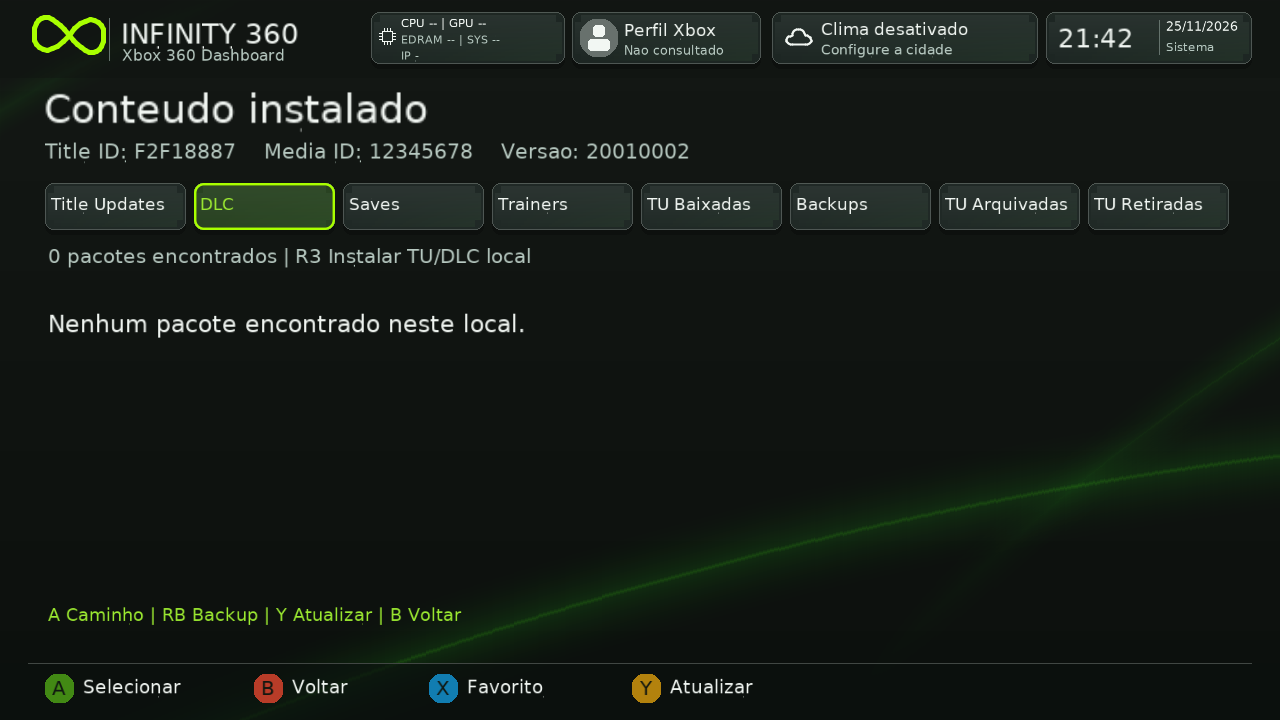 INFINITY 360
Xbox 360 Dashboard
CPU -- | GPU --
EDRAM -- | SYS --
IP -
Perfil Xbox
Nao consultado
Clima desativado
Configure a cidade
21:42
25/11/2026
Sistema
Conteudo instalado
Title ID: F2F18887 Media ID: 12345678 Versao: 20010002
Title Updates DLC Saves Trainers TU Baixadas Backups TU Arquivadas TU Retiradas
0 pacotes encontrados | R3 Instalar TU/DLC local
Nenhum pacote encontrado neste local.
A Caminho | RB Backup | Y Atualizar | B Voltar
A Selecionar B Voltar X Favorito Y Atualizar